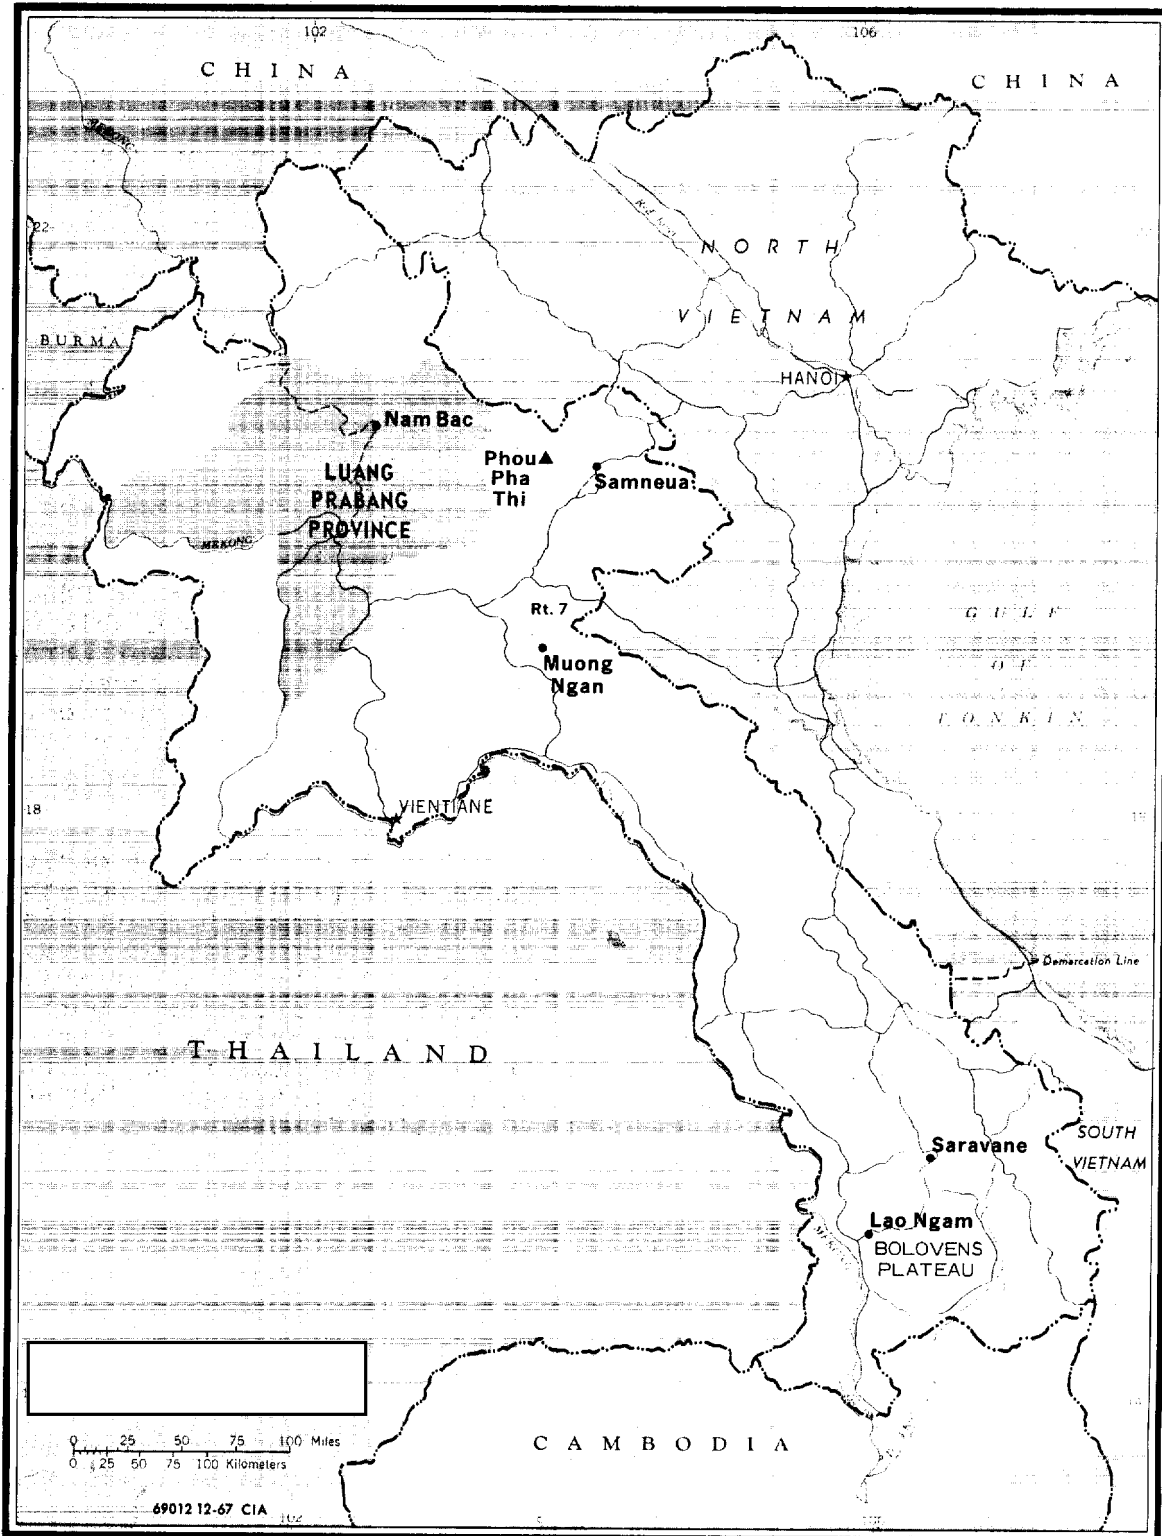 102
106
CHINA
CHINA
MEKONG
22
NORTH
VIETNAM
BURMA
HANOI
Nam Bac
Phou
Pha
Thi
Samneua
LUANG
PRABANG
PROVINCE
MEKONG
Rt. 7
GULF
OF
TONKIN
Muong
Ngan
18
VIENTIANE
Demarcation Line
THAILAND
SOUTH
VIETNAM
Saravane
Lao Ngam
BOLOVENS
PLATEAU
0 25 50 75 100 Miles
0 25 50 75 100 Kilometers
CAMBODIA
69012 12-67 CIA
102